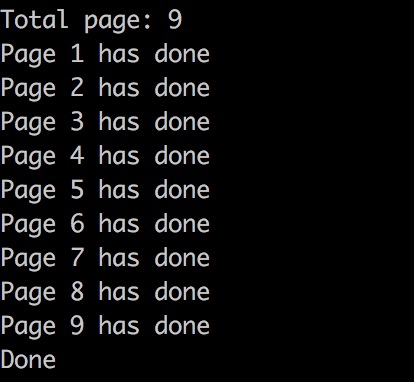 Total page: 9
Page 1 has done
Page 2 has done
Page 3 has done
Page 4 has done
Page 5 has done
Page 6 has done
Page 7 has done
Page 8 has done
Page 9 has done
Done